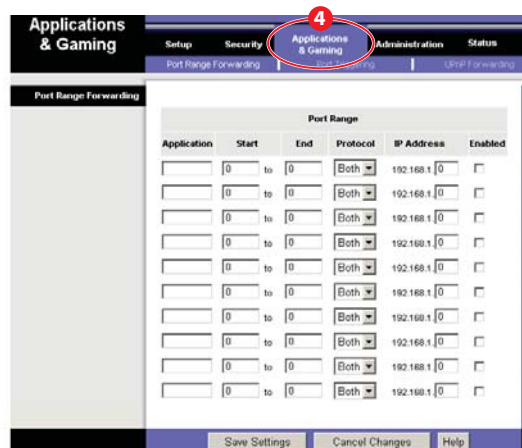 Applications
& Gaming
4
Setup Security Applications & Gaming Administration Status
Port Range Forwarding Port Triggering UPnP Forwarding
Port Range Forwarding
Port Range
Application Start End Protocol IP Address Enabled
0 to 0 Both 192.168.1. 0
0 to 0 Both 192.168.1. 0
0 to 0 Both 192.168.1. 0
0 to 0 Both 192.168.1. 0
0 to 0 Both 192.168.1. 0
0 to 0 Both 192.168.1. 0
0 to 0 Both 192.168.1. 0
0 to 0 Both 192.168.1. 0
0 to 0 Both 192.168.1. 0
0 to 0 Both 192.168.1. 0
Save Settings Cancel Changes Help